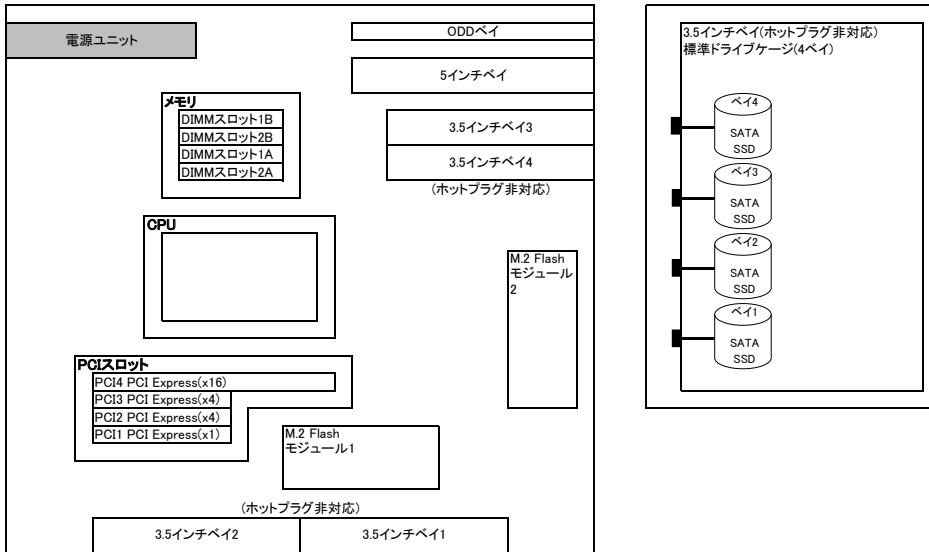 電源ユニット
ODDベイ
5インチベイ
メモリ
DIMMスロット1B
DIMMスロット2B
DIMMスロット1A
DIMMスロット2A
3.5インチベイ3
3.5インチベイ4
(ホットプラグ非対応)
CPU
M.2 Flash
モジュール
2
PCIスロット
PCI4 PCI Express(x16)
PCI3 PCI Express(x4)
PCI2 PCI Express(x4)
PCI1 PCI Express(x1)
M.2 Flash
モジュール1
(ホットプラグ非対応)
3.5インチベイ2
3.5インチベイ1
3.5インチベイ(ホットプラグ非対応)
標準ドライブケージ(4ベイ)
ベイ4
SATA
SSD
ベイ3
SATA
SSD
ベイ2
SATA
SSD
ベイ1
SATA
SSD